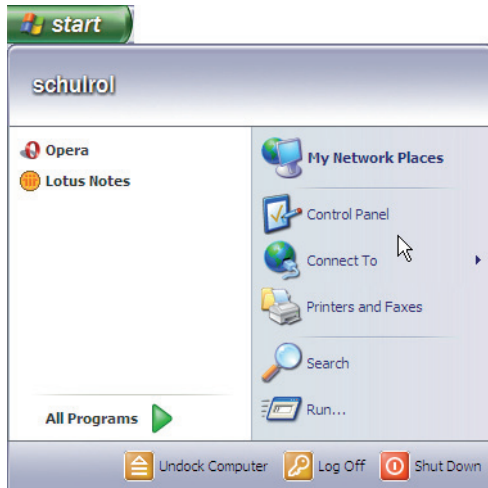 start
schulrol
Opera
Lotus Notes
All Programs
My Network Places
Control Panel
Connect To
Printers and Faxes
Search
Run...
Undock Computer
Log Off
Shut Down